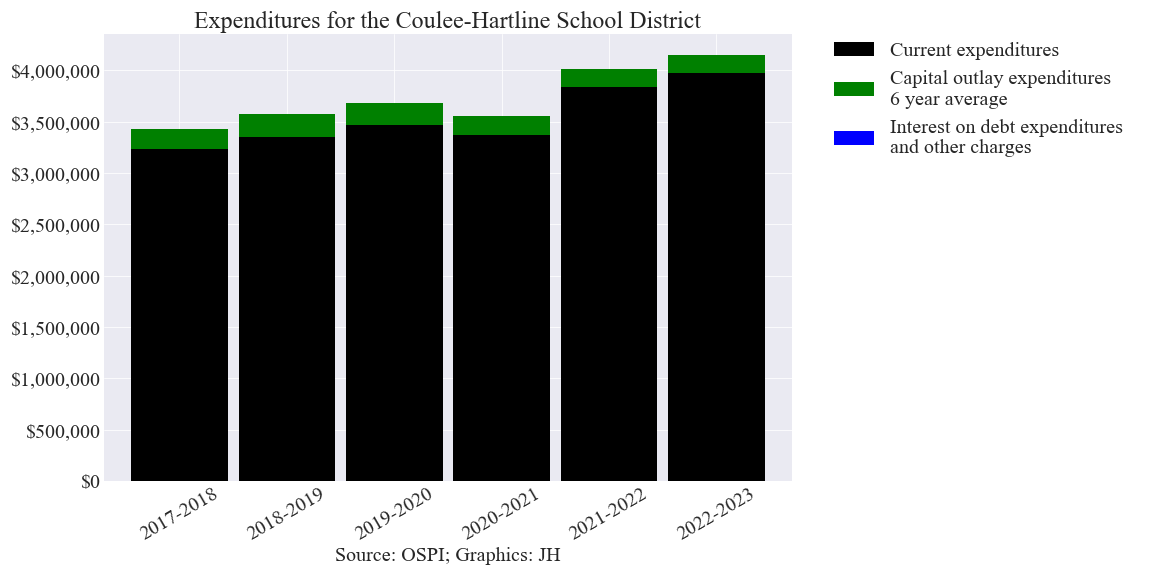 Expenditures for the Coulee-Hartline School District
$4,000,000
$3,500,000
$3,000,000
$2,500,000
$2,000,000
$1,500,000
$1,000,000
$500,000
$0
2017-2018
2018-2019
2019-2020
2020-2021
2021-2022
2022-2023
Source: OSPI; Graphics: JH
Current expenditures
Capital outlay expenditures
6 year average
Interest on debt expenditures
and other charges